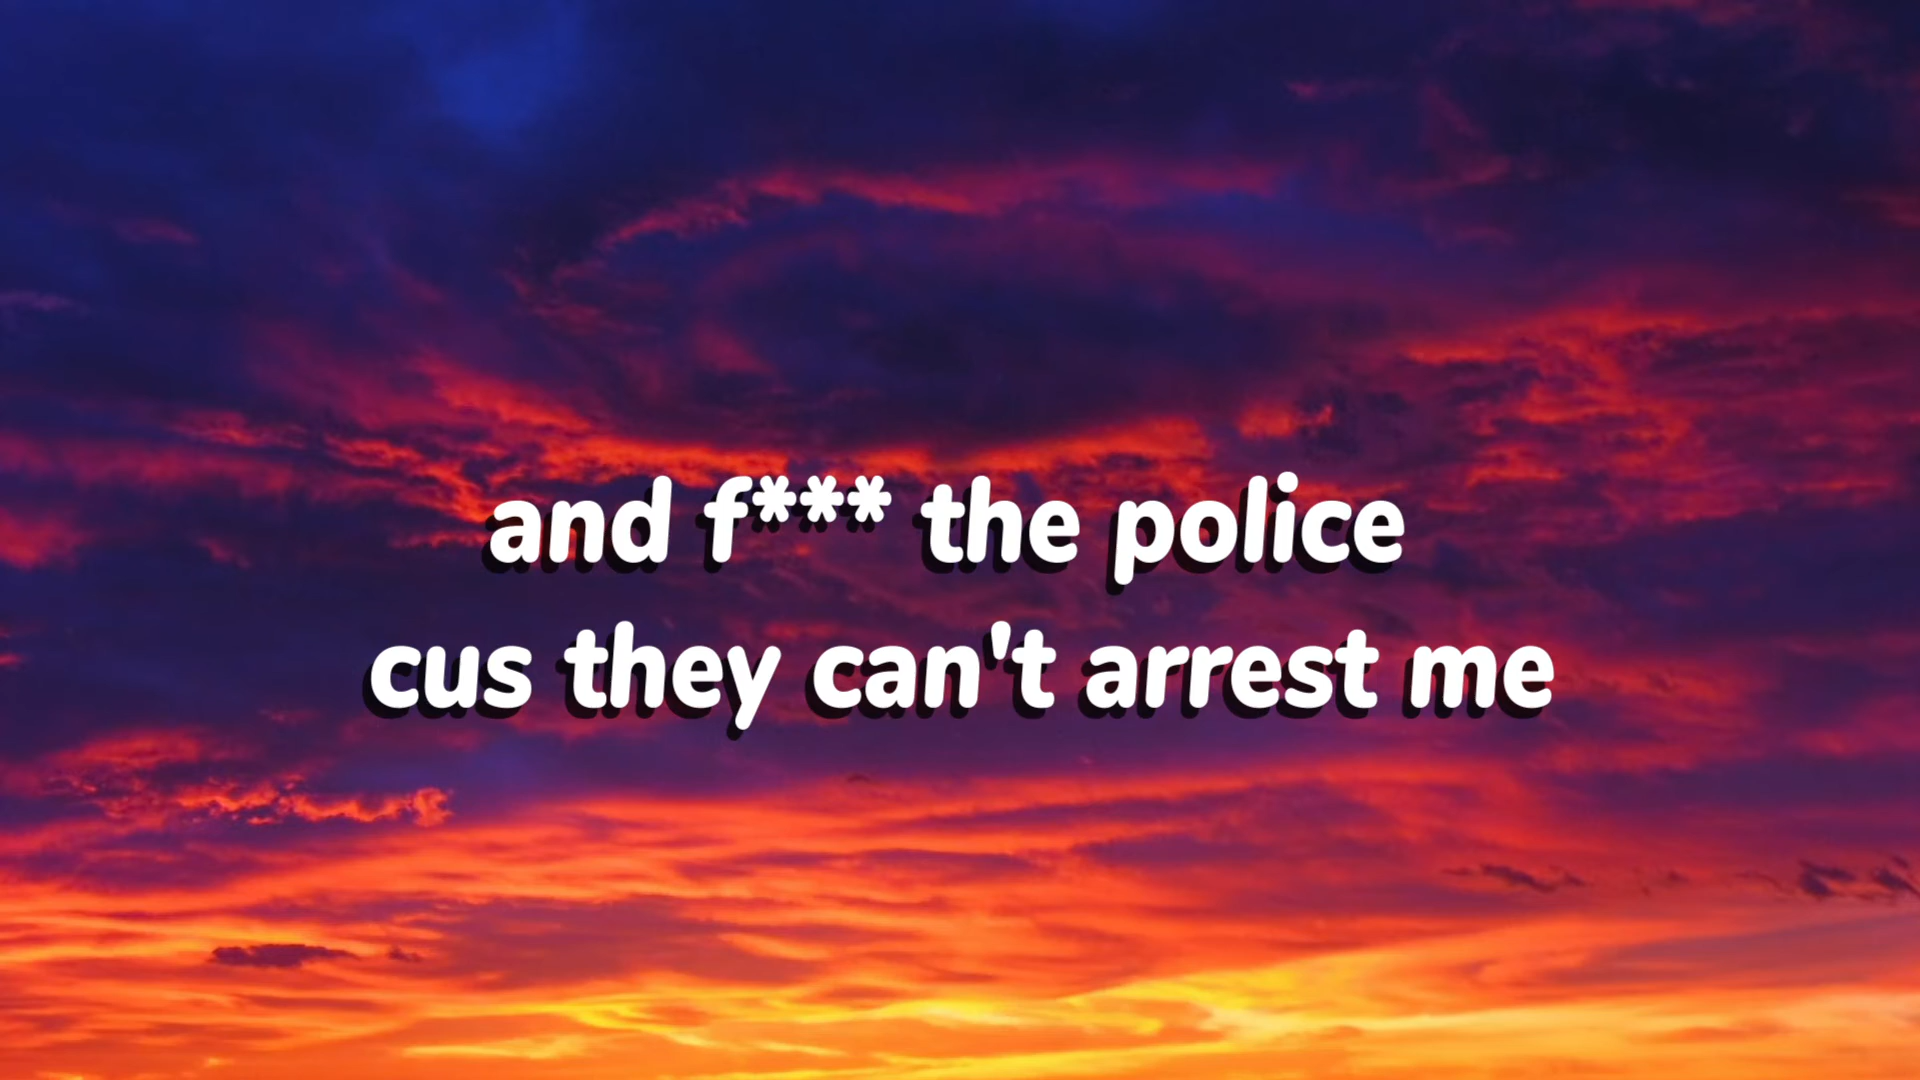 and f*** the police
cus they can't arrest me